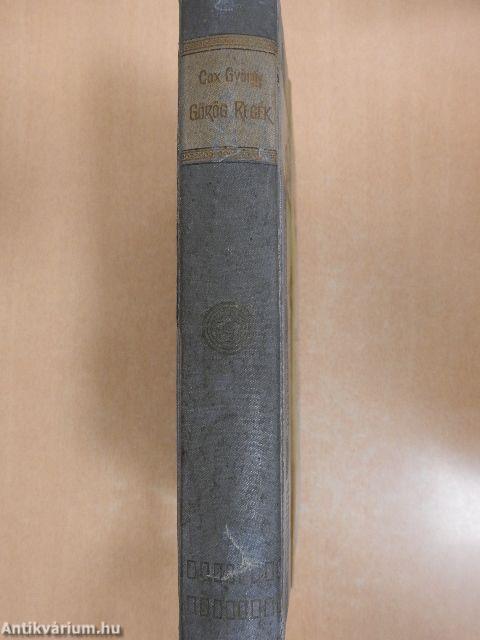 Cox György
GÖRÖG REGÉK
Antikvárium.hu